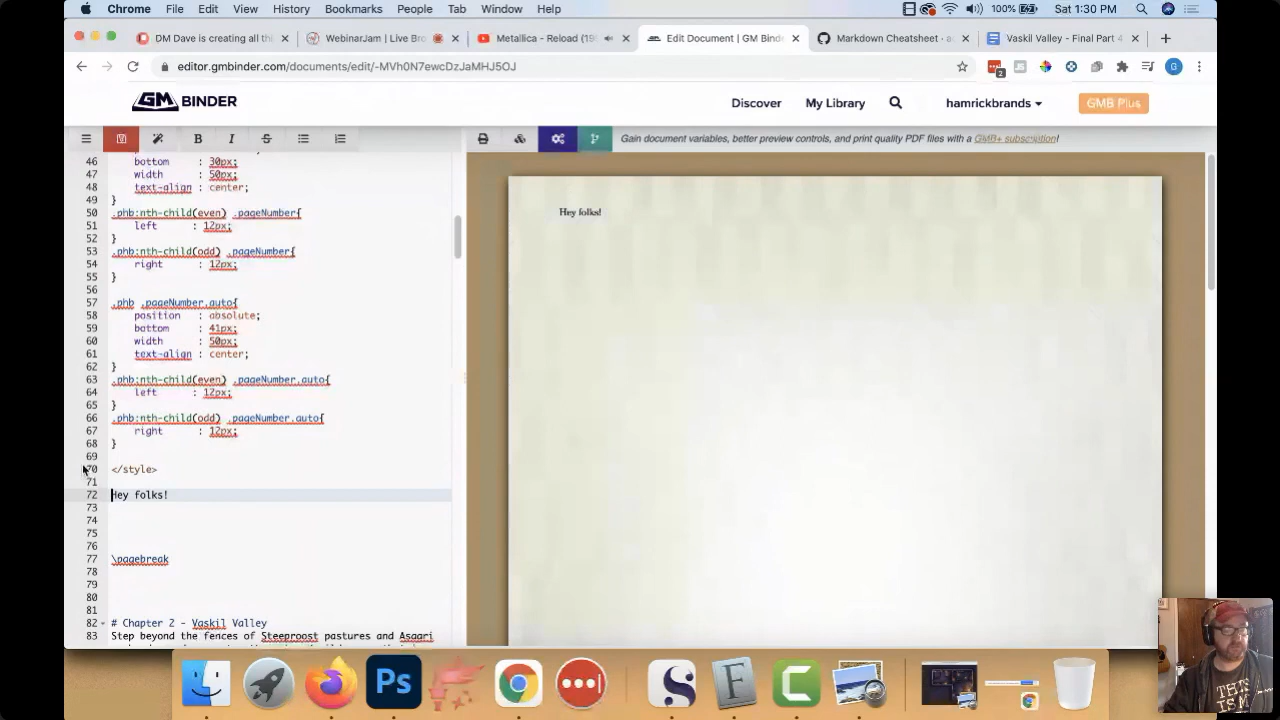 Chrome File Edit View History Bookmarks People Tab Window Help 100% Sat 1:30 PM
DM Dave is creating all th WebinarJam | Live Bro Metallica - Reload (19 Edit Document | GM Bind Markdown Cheatsheet · a Vaskil Valley - Final Part 4
editor.gmbinder.com/documents/edit/-MVh0N7ewcDzJaMHJ5OJ
2 JS G
GM BINDER Discover My Library hamrickbrands GMB Plus
B I Gain document variables, better preview controls, and print quality PDF files with a GMB+ subscription!
46 bottom : 30px;
47 width : 50px;
48 text-align : center;
49 }
50 .phb:nth-child(even) .pageNumber{
51 left : 12px;
52 }
53 .phb:nth-child(odd) .pageNumber{
54 right : 12px;
55 }
56
57 .phb .pageNumber.auto{
58 position : absolute;
59 bottom : 41px;
60 width : 50px;
61 text-align : center;
62 }
63 .phb:nth-child(even) .pageNumber.auto{
64 left : 12px;
65 }
66 .phb:nth-child(odd) .pageNumber.auto{
67 right : 12px;
68 }
69
70 </style>
71
72 Hey folks!
73
74
75
76
77 \pagebreak
78
79
80
81
82 # Chapter 2 - Vaskil Valley
83 Step beyond the fences of Steeproost pastures and Asaari
Hey folks!
Ps S F C
THIS
IS M